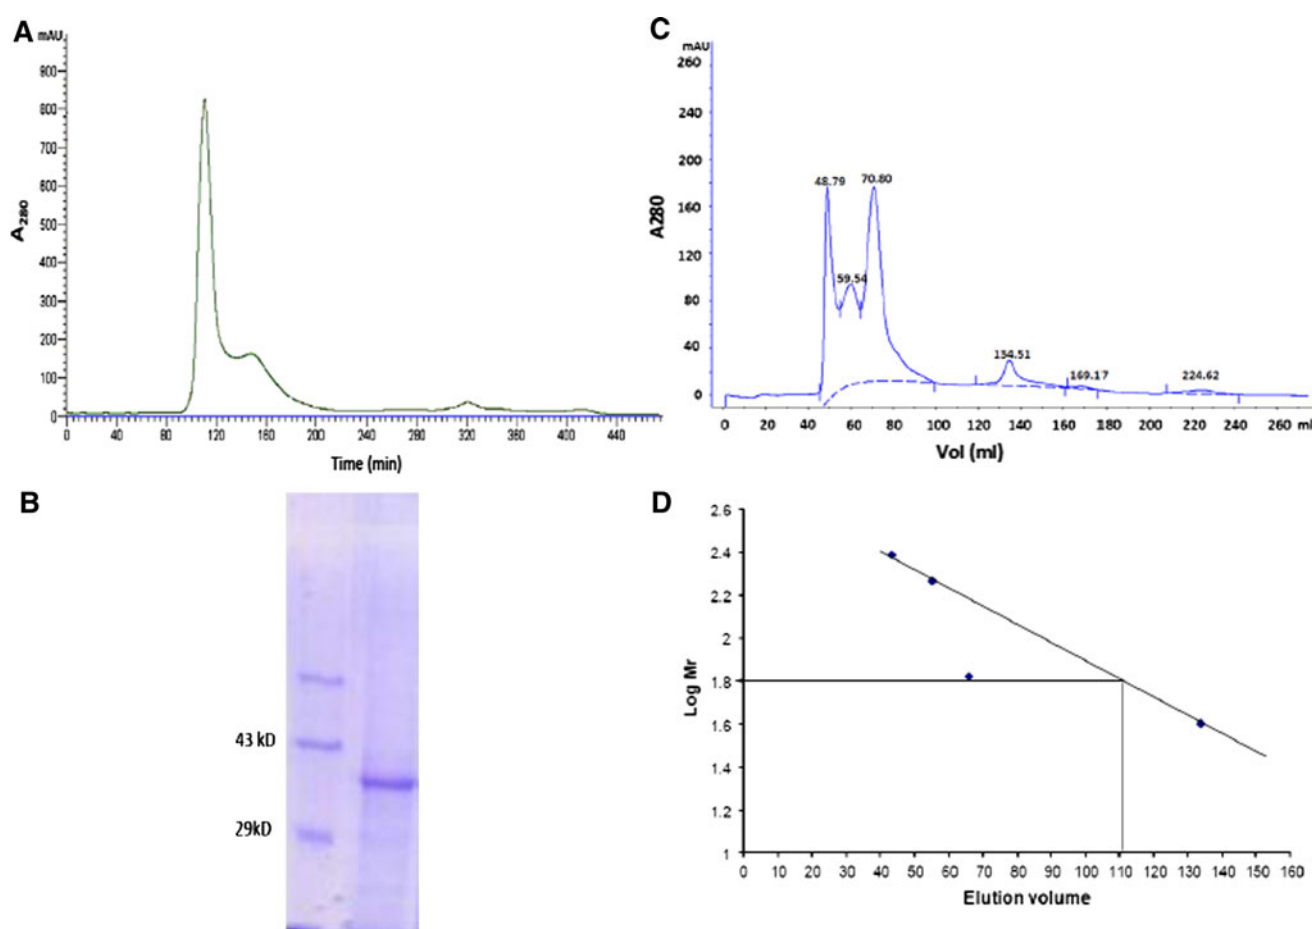 A
mAU
900
800
700
600
500
400
300
200
100
0
A280
0 40 80 120 160 200 240 280 320 360 400 440
Time (min)
C
mAU
260
240
200
160
120
80
40
0
A280
48.79
70.80
59.54
134.51
169.17
224.62
0 20 40 60 80 100 120 140 160 180 200 220 240 260 ml
Vol (ml)
B
43 kD
29kD
D
2.6
2.4
2.2
2
1.8
1.6
1.4
1.2
1
Log Mr
0 10 20 30 40 50 60 70 80 90 100 110 120 130 140 150 160
Elution volume